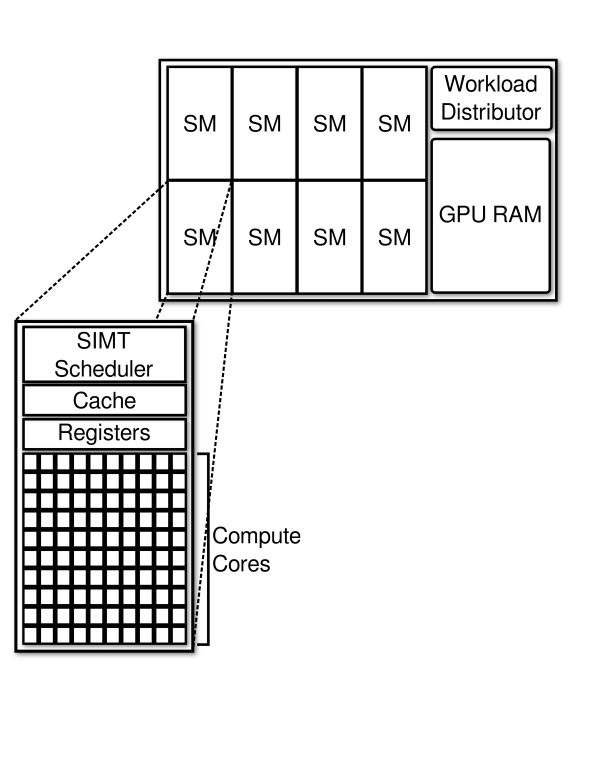 SM SM SM SM
Workload
Distributor
SM SM SM SM
GPU RAM
SIMT
Scheduler
Cache
Registers
Compute
Cores